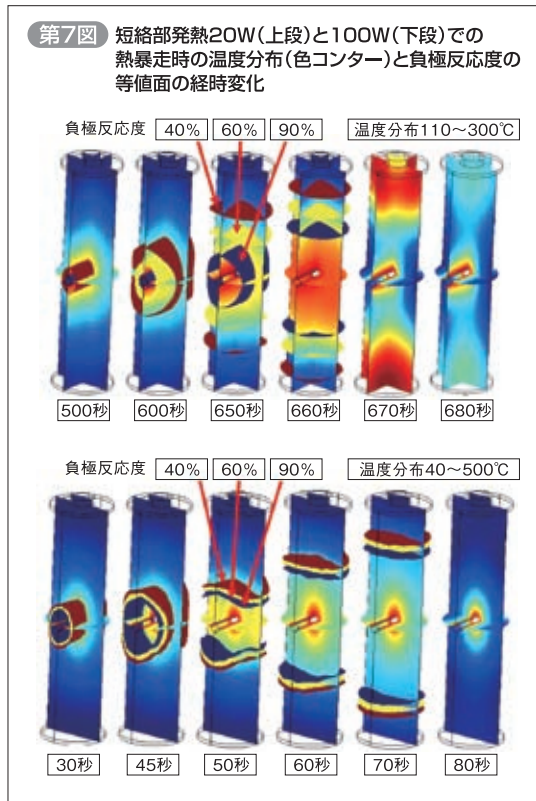 第7図 短絡部発熱20W(上段)と100W(下段)での
熱暴走時の温度分布(色コンター)と負極反応度の
等値面の経時変化
負極反応度 40% 60% 90% 温度分布110~300℃
500秒 600秒 650秒 660秒 670秒 680秒
負極反応度 40% 60% 90% 温度分布40~500℃
30秒 45秒 50秒 60秒 70秒 80秒